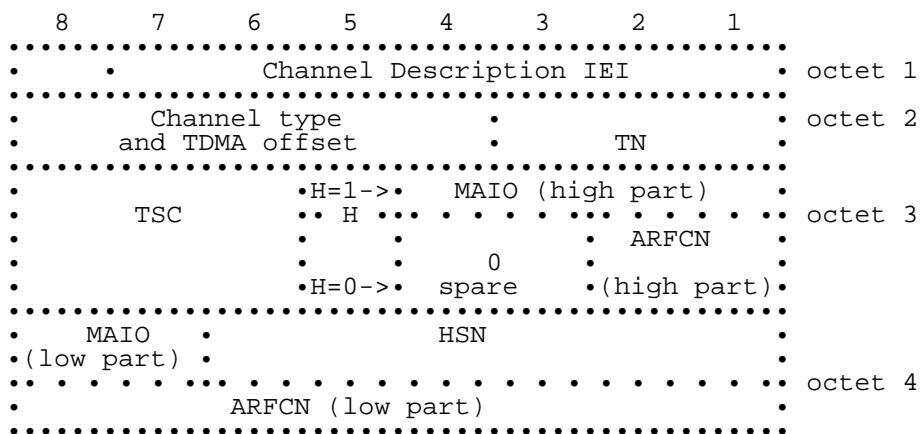 8 7 6 5 4 3 2 1
Channel Description IEI octet 1
Channel type octet 2
and TDMA offset TN
H=1-> MAIO (high part)
TSC H octet 3
ARFCN
0
H=0-> spare (high part)
MAIO HSN
(low part)
octet 4
ARFCN (low part)